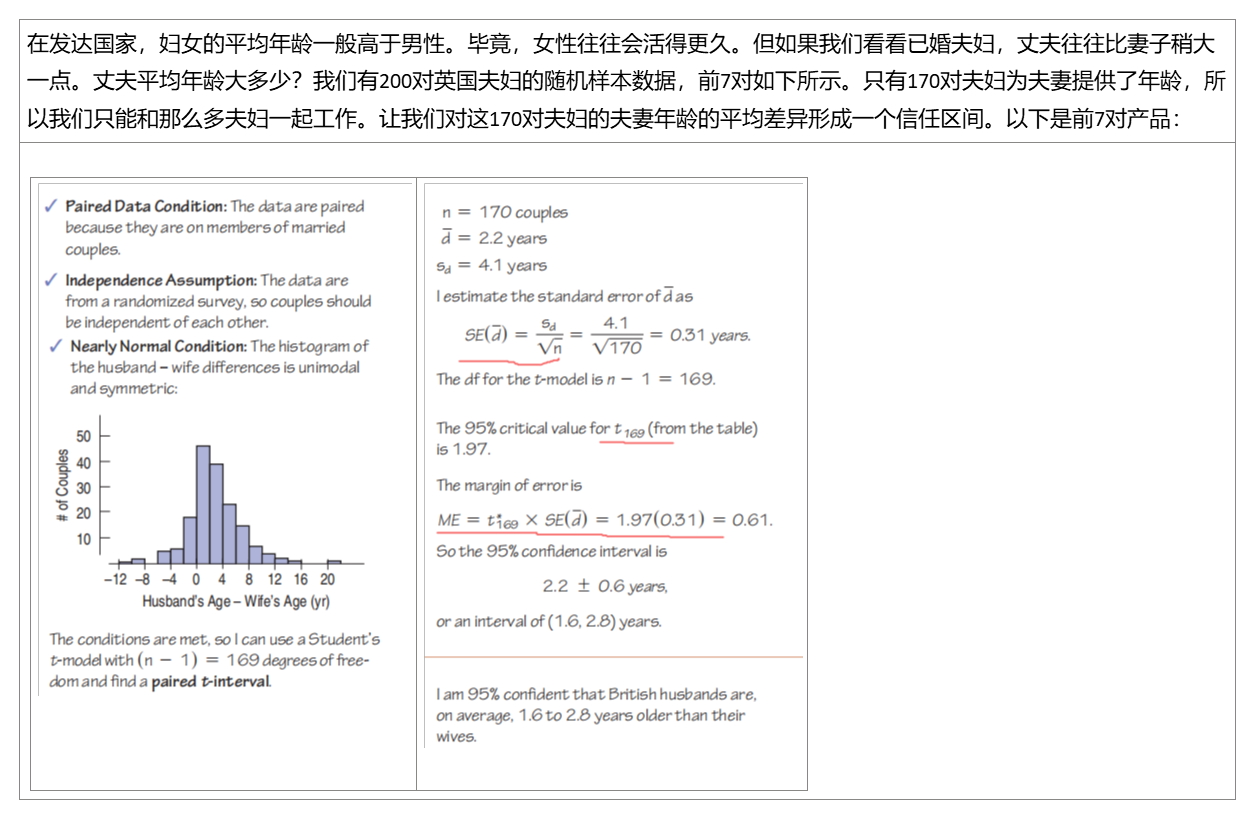 在发达国家，妇女的平均年龄一般高于男性。毕竟，女性往往会活得更久。但如果我们看看已婚夫妇，丈夫往往比妻子稍大
一点。丈夫平均年龄大多少？我们有200对英国夫妇的随机样本数据，前7对如下所示。只有170对夫妇为夫妻提供了年龄，所
以我们只能和那么多夫妇一起工作。让我们对这170对夫妇的夫妻年龄的平均差异形成一个信任区间。以下是前7对产品：
✓ Paired Data Condition: The data are paired
because they are on members of married
couples.
✓ Independence Assumption: The data are
from a randomized survey, so couples should
be independent of each other.
✓ Nearly Normal Condition: The histogram of
the husband – wife differences is unimodal
and symmetric:
50
40
30
20
10
# of Couples
–12 –8 –4 0 4 8 12 16 20
Husband's Age – Wife's Age (yr)
The conditions are met, so I can use a Student's
t-model with (n − 1) = 169 degrees of free-
dom and find a paired t-interval.
n = 170 couples
d̄ = 2.2 years
s_d = 4.1 years
I estimate the standard error of d̄ as
SE(d̄) = s_d/√n = 4.1/√170 = 0.31 years.
The df for the t-model is n − 1 = 169.
The 95% critical value for t₁₆₉ (from the table)
is 1.97.
The margin of error is
ME = t*₁₆₉ × SE(d̄) = 1.97(0.31) = 0.61.
So the 95% confidence interval is
2.2 ± 0.6 years,
or an interval of (1.6, 2.8) years.
I am 95% confident that British husbands are,
on average, 1.6 to 2.8 years older than their
wives.